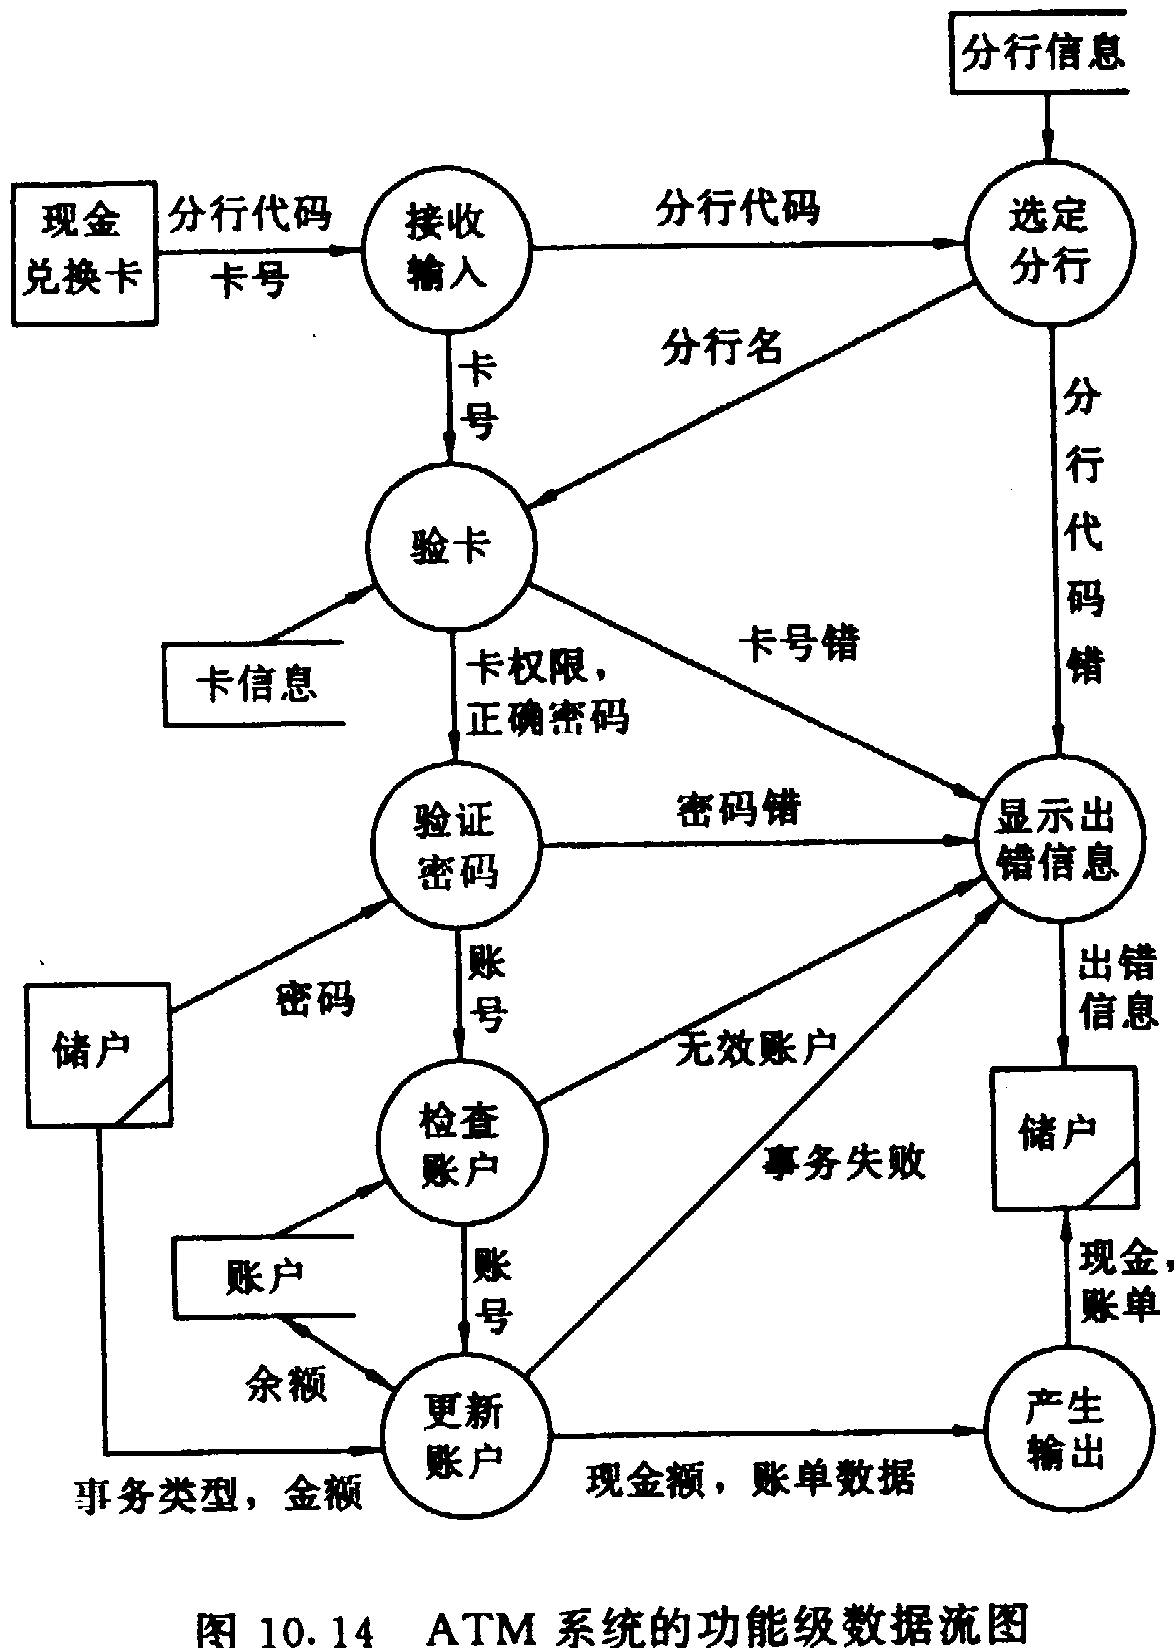 分行信息
现金
兑换卡
分行代码
卡号
接收
输入
分行代码
选定
分行
卡
号
分行名
分
行
代
码
错
验卡
卡信息
卡权限，
正确密码
卡号错
验证
密码
密码错
显示出
错信息
储户
密码
账
号
无效账户
出错
信息
检查
账户
事务失败
储户
账户
账
号
现金，
账单
余额
更新
账户
产生
输出
事务类型，金额
现金额，账单数据
图 10.14 ATM 系统的功能级数据流图